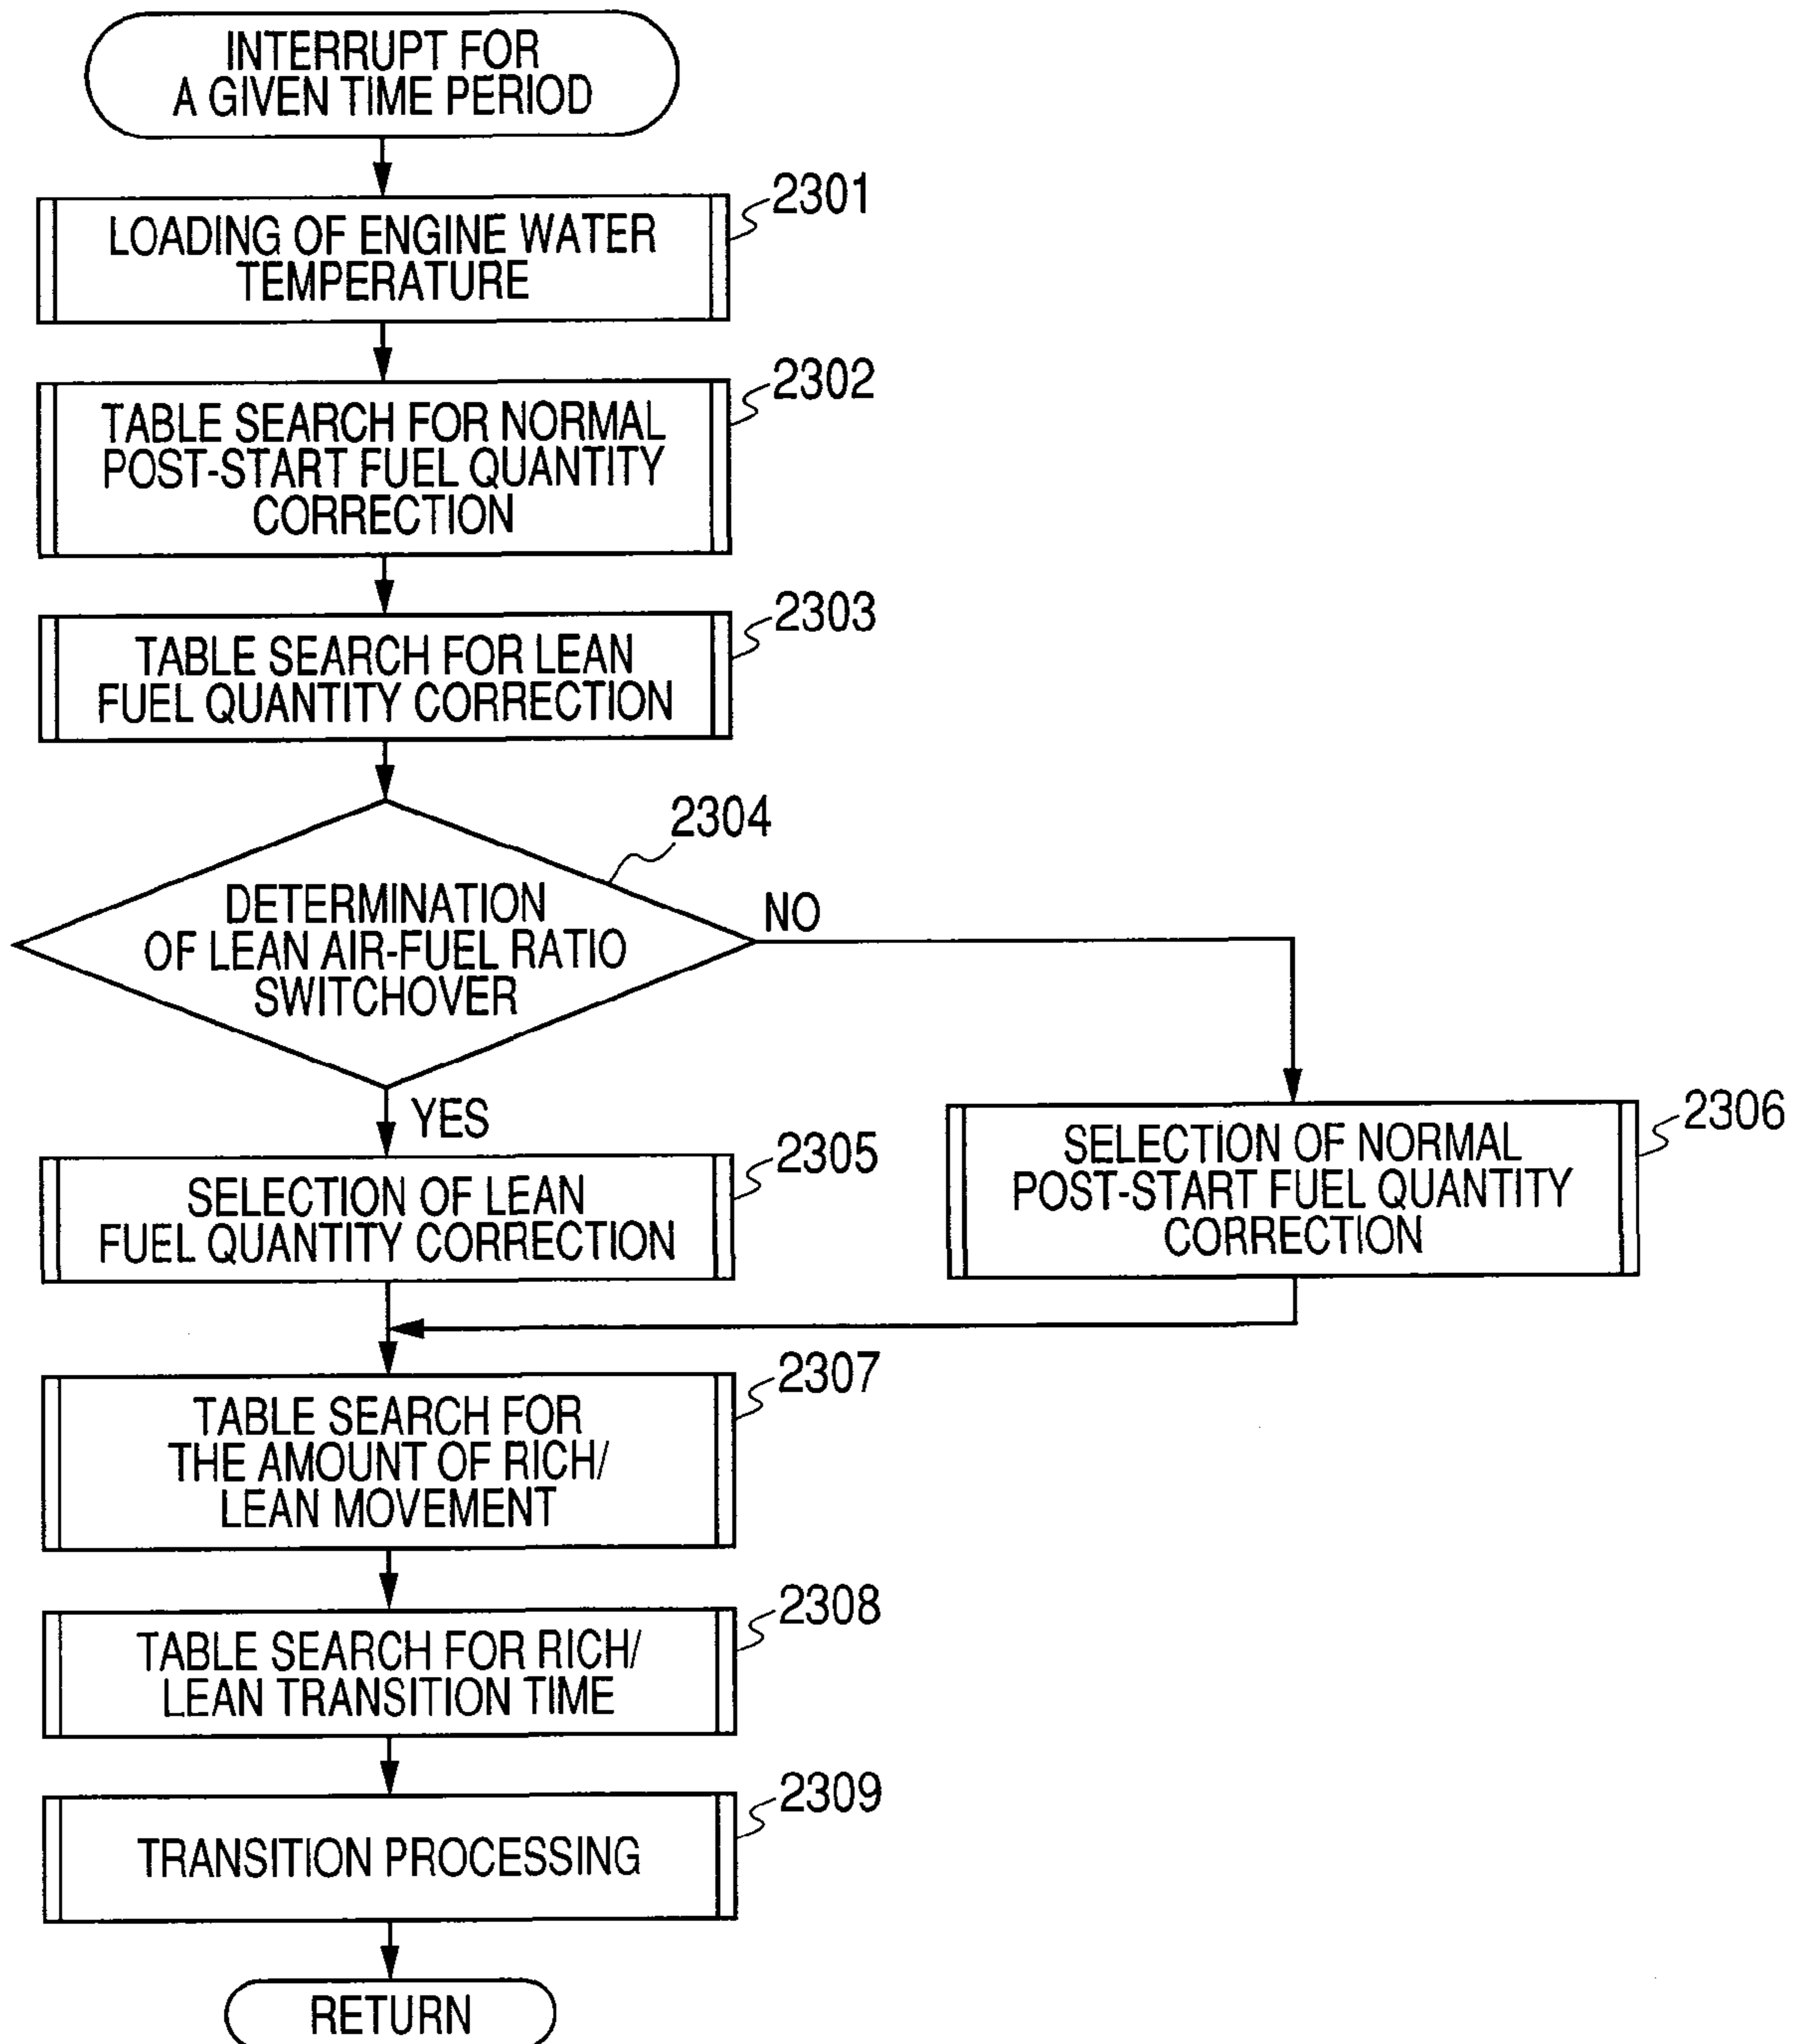 INTERRUPT FOR
A GIVEN TIME PERIOD
2301
LOADING OF ENGINE WATER
TEMPERATURE
2302
TABLE SEARCH FOR NORMAL
POST-START FUEL QUANTITY
CORRECTION
2303
TABLE SEARCH FOR LEAN
FUEL QUANTITY CORRECTION
2304
DETERMINATION
OF LEAN AIR-FUEL RATIO
SWITCHOVER
NO
YES
2305
SELECTION OF LEAN
FUEL QUANTITY CORRECTION
2306
SELECTION OF NORMAL
POST-START FUEL QUANTITY
CORRECTION
2307
TABLE SEARCH FOR
THE AMOUNT OF RICH/
LEAN MOVEMENT
2308
TABLE SEARCH FOR RICH/
LEAN TRANSITION TIME
2309
TRANSITION PROCESSING
RETURN